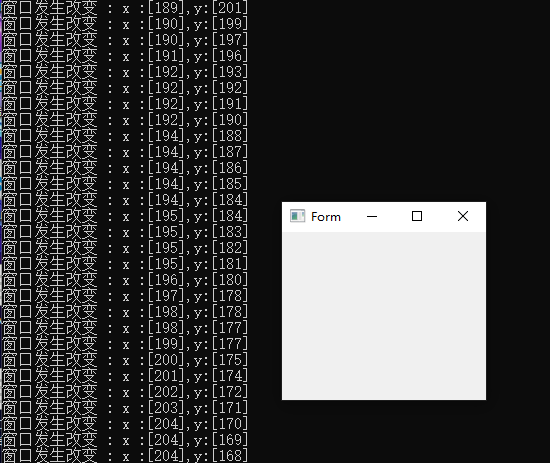 窗口发生改变 : x :[189],y:[201]
窗口发生改变 : x :[190],y:[199]
窗口发生改变 : x :[190],y:[197]
窗口发生改变 : x :[191],y:[196]
窗口发生改变 : x :[192],y:[193]
窗口发生改变 : x :[192],y:[192]
窗口发生改变 : x :[192],y:[191]
窗口发生改变 : x :[192],y:[190]
窗口发生改变 : x :[194],y:[188]
窗口发生改变 : x :[194],y:[187]
窗口发生改变 : x :[194],y:[186]
窗口发生改变 : x :[194],y:[185]
窗口发生改变 : x :[194],y:[184]
窗口发生改变 : x :[195],y:[184]
窗口发生改变 : x :[195],y:[183]
窗口发生改变 : x :[195],y:[182]
窗口发生改变 : x :[195],y:[181]
窗口发生改变 : x :[196],y:[180]
窗口发生改变 : x :[197],y:[178]
窗口发生改变 : x :[198],y:[178]
窗口发生改变 : x :[198],y:[177]
窗口发生改变 : x :[199],y:[177]
窗口发生改变 : x :[200],y:[175]
窗口发生改变 : x :[201],y:[174]
窗口发生改变 : x :[202],y:[172]
窗口发生改变 : x :[203],y:[171]
窗口发生改变 : x :[204],y:[170]
窗口发生改变 : x :[204],y:[169]
窗口发生改变 : x :[204],y:[168]
Form